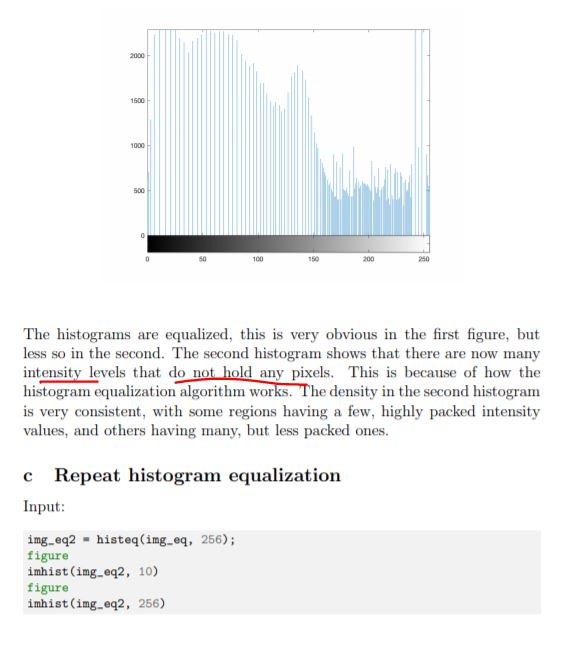 2000
1500
1000
500
0
0 50 100 150 200 250
The histograms are equalized, this is very obvious in the first figure, but
less so in the second. The second histogram shows that there are now many
intensity levels that do not hold any pixels. This is because of how the
histogram equalization algorithm works. The density in the second histogram
is very consistent, with some regions having a few, highly packed intensity
values, and others having many, but less packed ones.
c Repeat histogram equalization
Input:
img_eq2 = histeq(img_eq, 256);
figure
imhist(img_eq2, 10)
figure
imhist(img_eq2, 256)